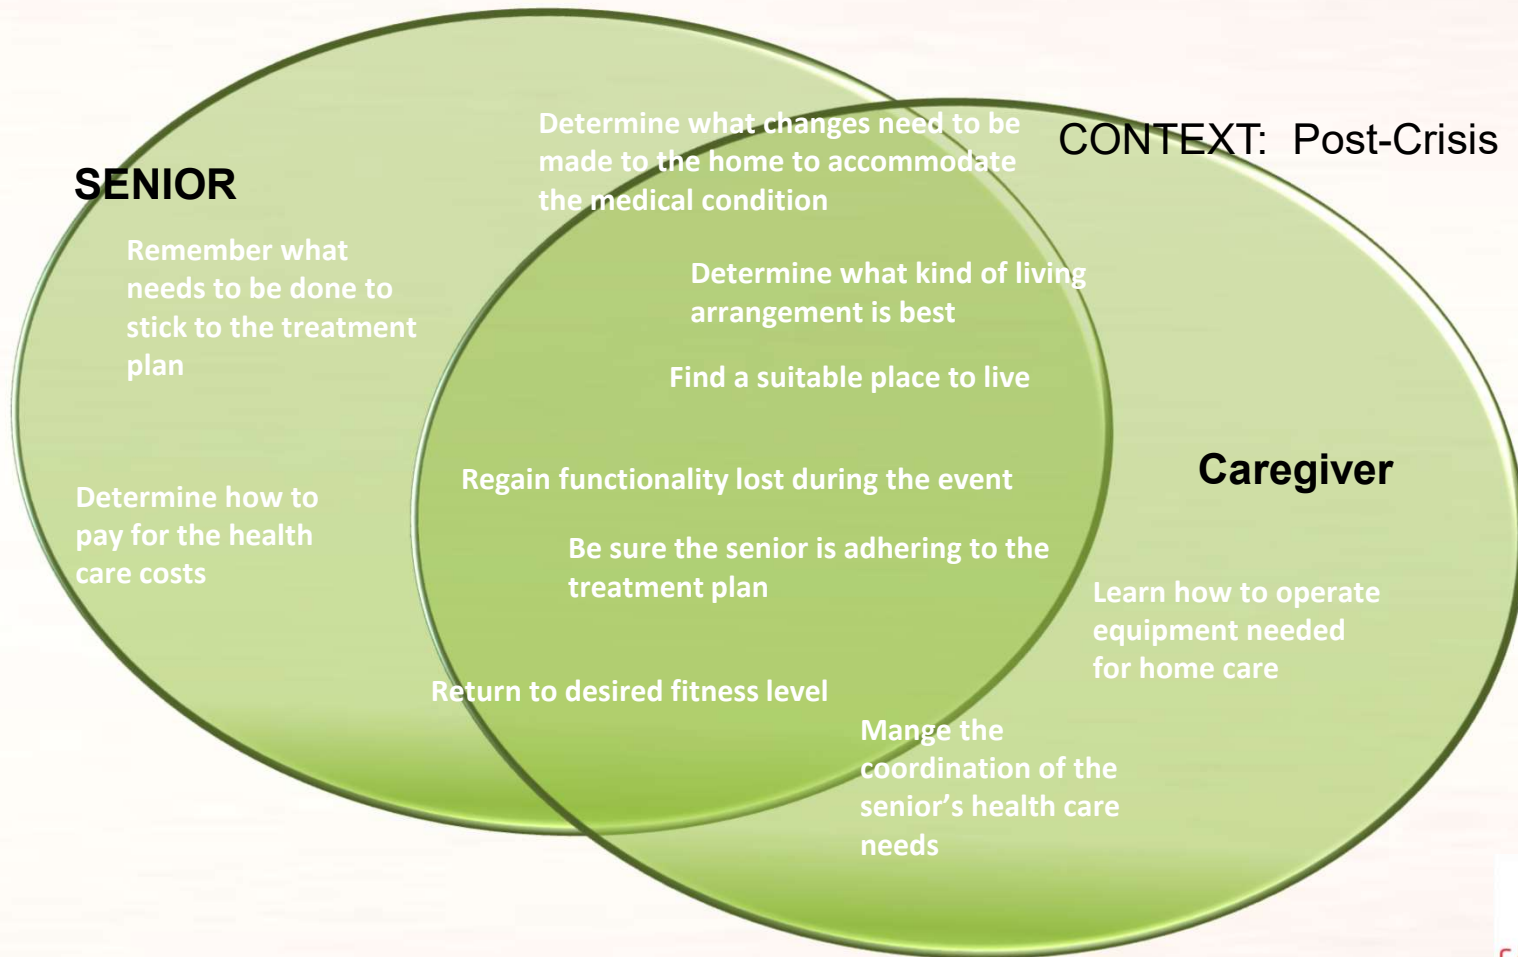 CONTEXT: Post-Crisis
SENIOR
Remember what
needs to be done to
stick to the treatment
plan
Determine how to
pay for the health
care costs
Determine what changes need to be
made to the home to accommodate
the medical condition
Determine what kind of living
arrangement is best
Find a suitable place to live
Regain functionality lost during the event
Be sure the senior is adhering to the
treatment plan
Return to desired fitness level
Caregiver
Learn how to operate
equipment needed
for home care
Mange the
coordination of the
senior's health care
needs